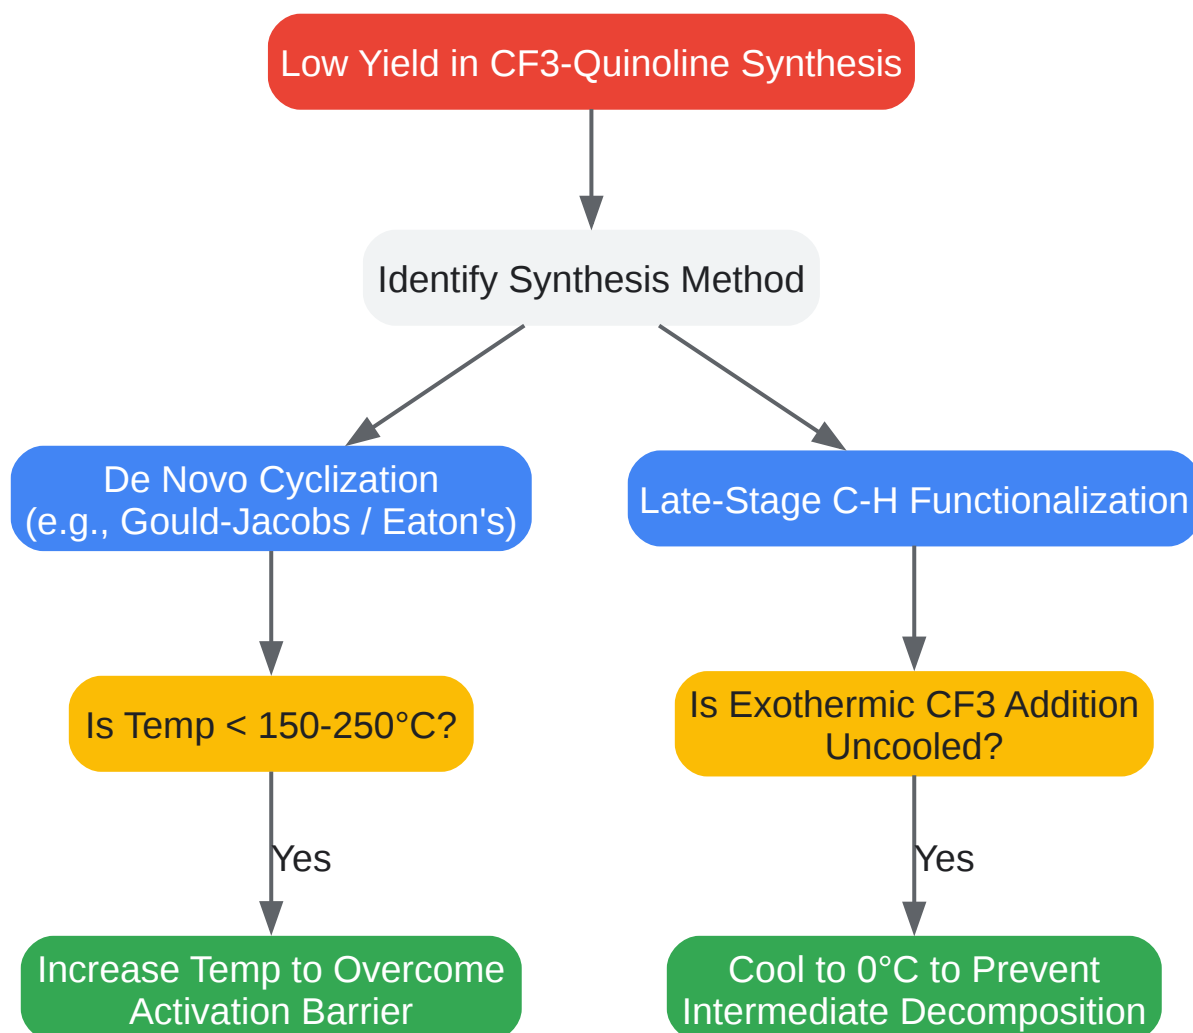 Low Yield in CF3-Quinoline Synthesis
Identify Synthesis Method
De Novo Cyclization
(e.g., Gould-Jacobs / Eaton's)
Late-Stage C-H Functionalization
Is Temp < 150-250°C?
Is Exothermic CF3 Addition
Uncooled?
Yes
Yes
Increase Temp to Overcome
Activation Barrier
Cool to 0°C to Prevent
Intermediate Decomposition